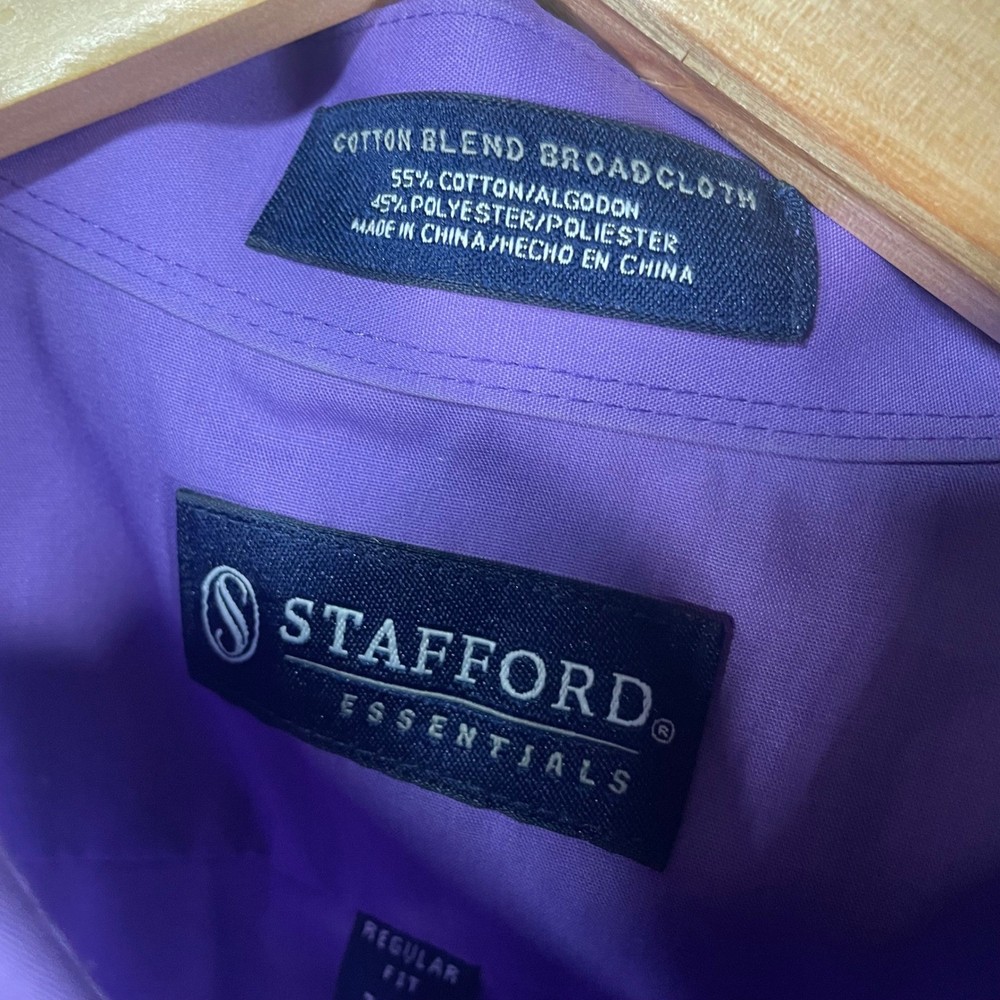 COTTON BLEND BROADCLOTH
55% COTTON/ALGODON
45% POLYESTER/POLIESTER
MADE IN CHINA/HECHO EN CHINA
S STAFFORD®
ESSENTIALS
REGULAR
FIT